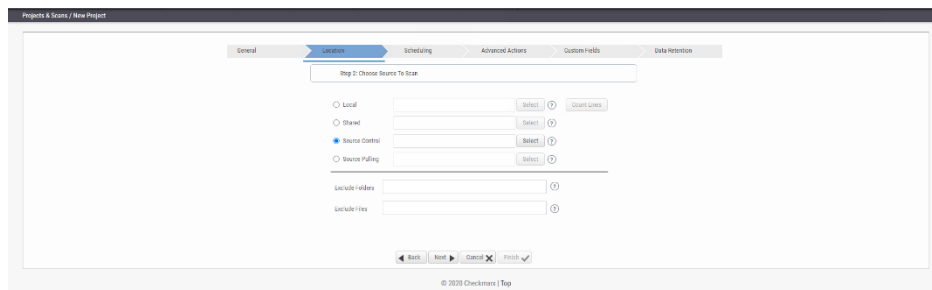 Projects & Scans / New Project
General Location Scheduling Advanced Actions Custom Fields Data Retention
Step 2: Choose Source To Scan
Local Select ? Count Lines
Shared Select ?
Source Control Select ?
Source Pulling Select ?
Exclude Folders ?
Exclude Files ?
Back Next Cancel Finish
© 2020 Checkmarx | Top